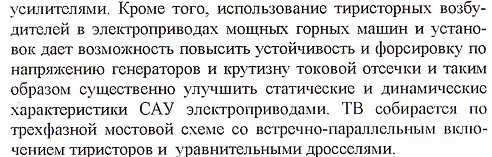 усилителями. Кроме того, использование тиристорных возбу-
дителей в электроприводах мощных горных машин и устано-
вок дает возможность повысить устойчивость и форсировку по
напряжению генераторов и крутизну токовой отсечки и таким
образом существенно улучшить статические и динамические
характеристики САУ электроприводами. ТВ собирается по
трехфазной мостовой схеме со встречно-параллельным вклю-
чением тиристоров и уравнительными дросселями.